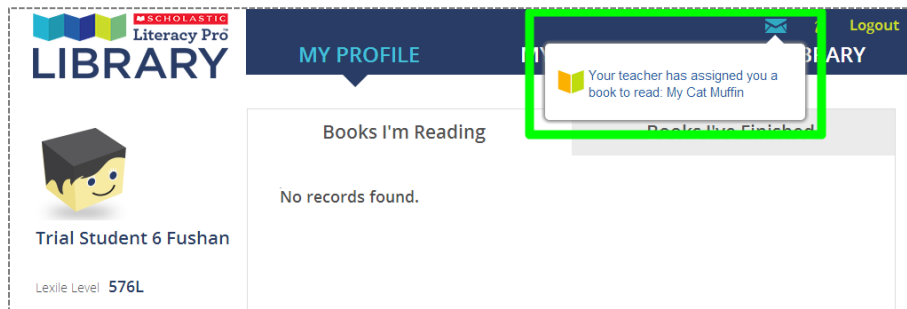 SCHOLASTIC
Literacy Pro
LIBRARY
Logout
MY PROFILE
Your teacher has assigned you a
book to read: My Cat Muffin
Books I'm Reading
Books I've Finished
No records found.
Trial Student 6 Fushan
Lexile Level 576L